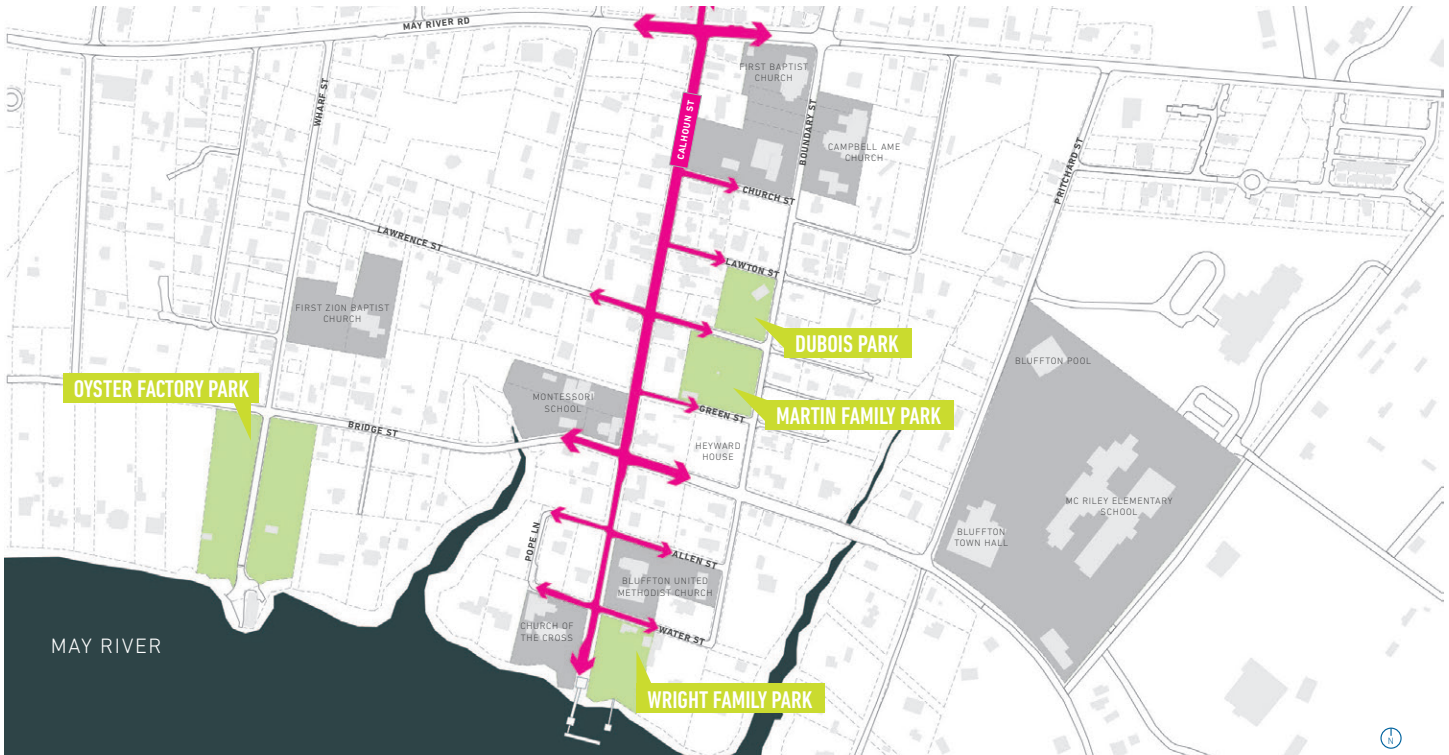 MAY RIVER RD
FIRST BAPTIST
CHURCH
WHARF ST
CALHOUN ST
BOUNDARY ST
CAMPBELL AME
CHURCH
PRITCHARD ST
CHURCH ST
LAWRENCE ST
LAWTON ST
FIRST ZION BAPTIST
CHURCH
DUBOIS PARK
BLUFFTON POOL
OYSTER FACTORY PARK
MONTESSORI
SCHOOL
GREEN ST
MARTIN FAMILY PARK
BRIDGE ST
HEYWARD
HOUSE
MC RILEY ELEMENTARY
SCHOOL
BLUFFTON
TOWN HALL
POPE LN
ALLEN ST
BLUFFTON UNITED
METHODIST CHURCH
CHURCH OF
THE CROSS
WATER ST
MAY RIVER
WRIGHT FAMILY PARK
N